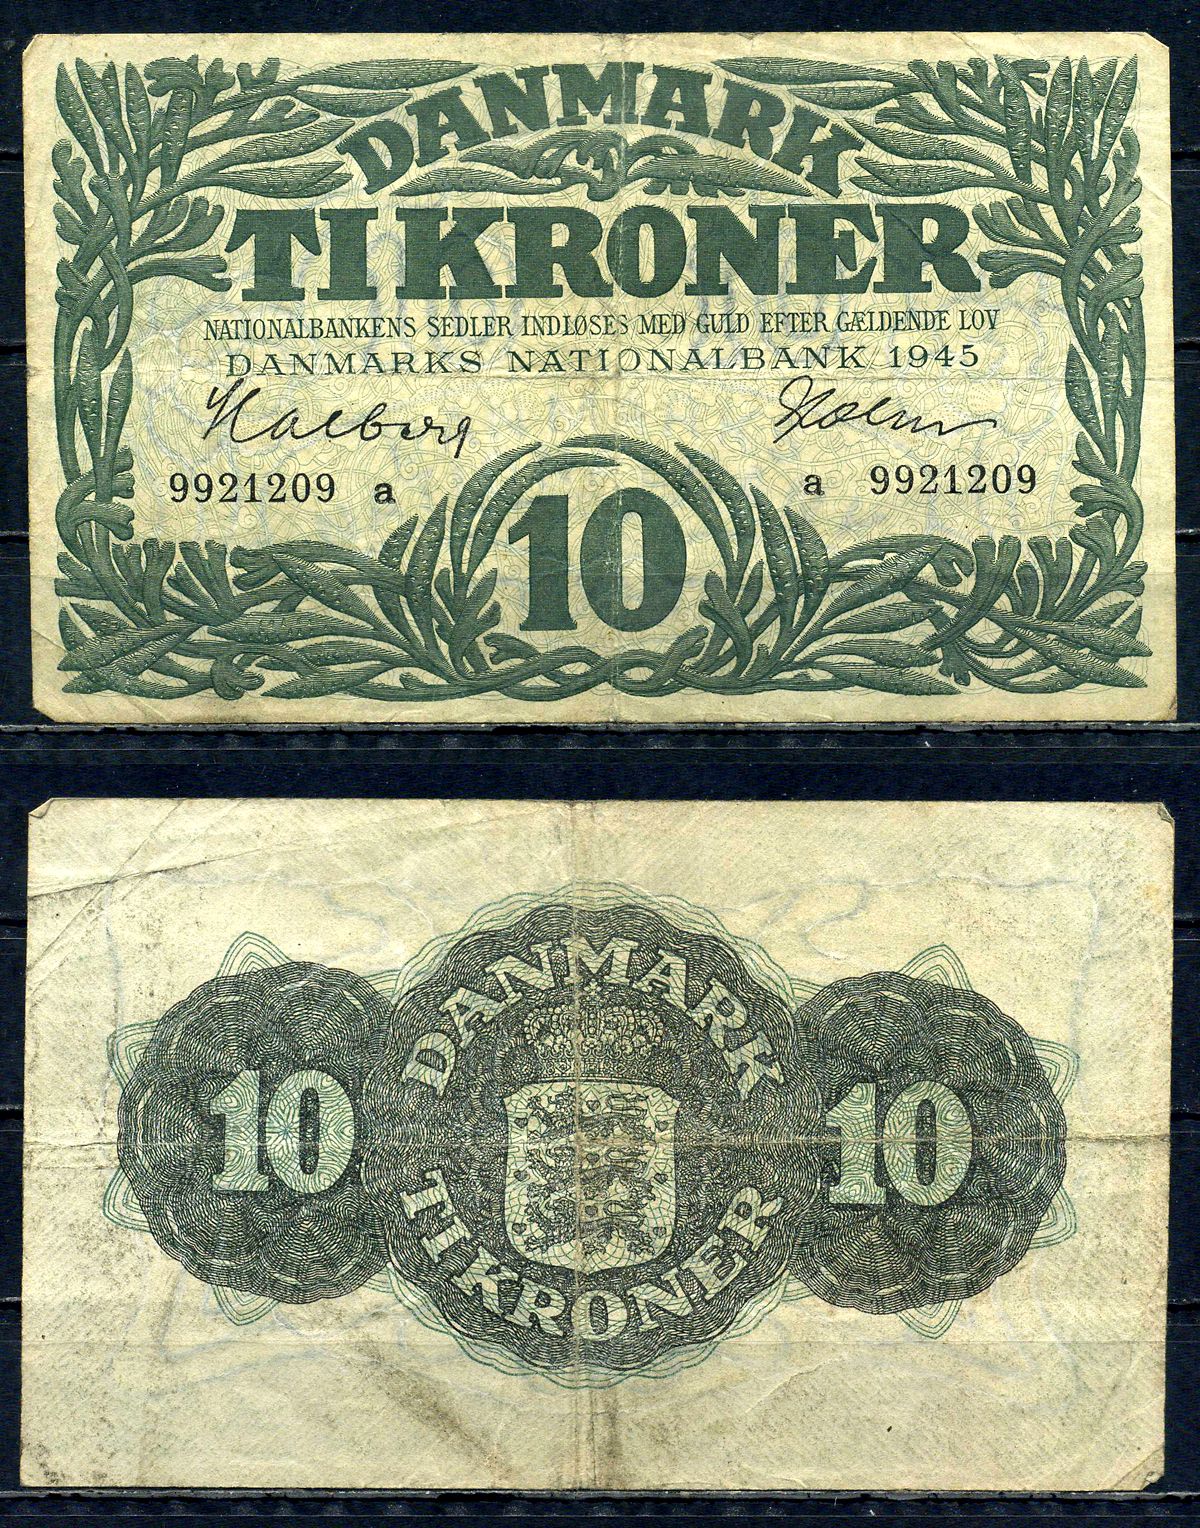 DANMARK
TI KRONER
NATIONALBANKENS SEDLER INDLØSES MED GULD EFTER GÆLDENDE LOV
DANMARKS NATIONALBANK 1945
Halberg
9921209 a a 9921209
10
DANMARK
10 10
TI KRONER